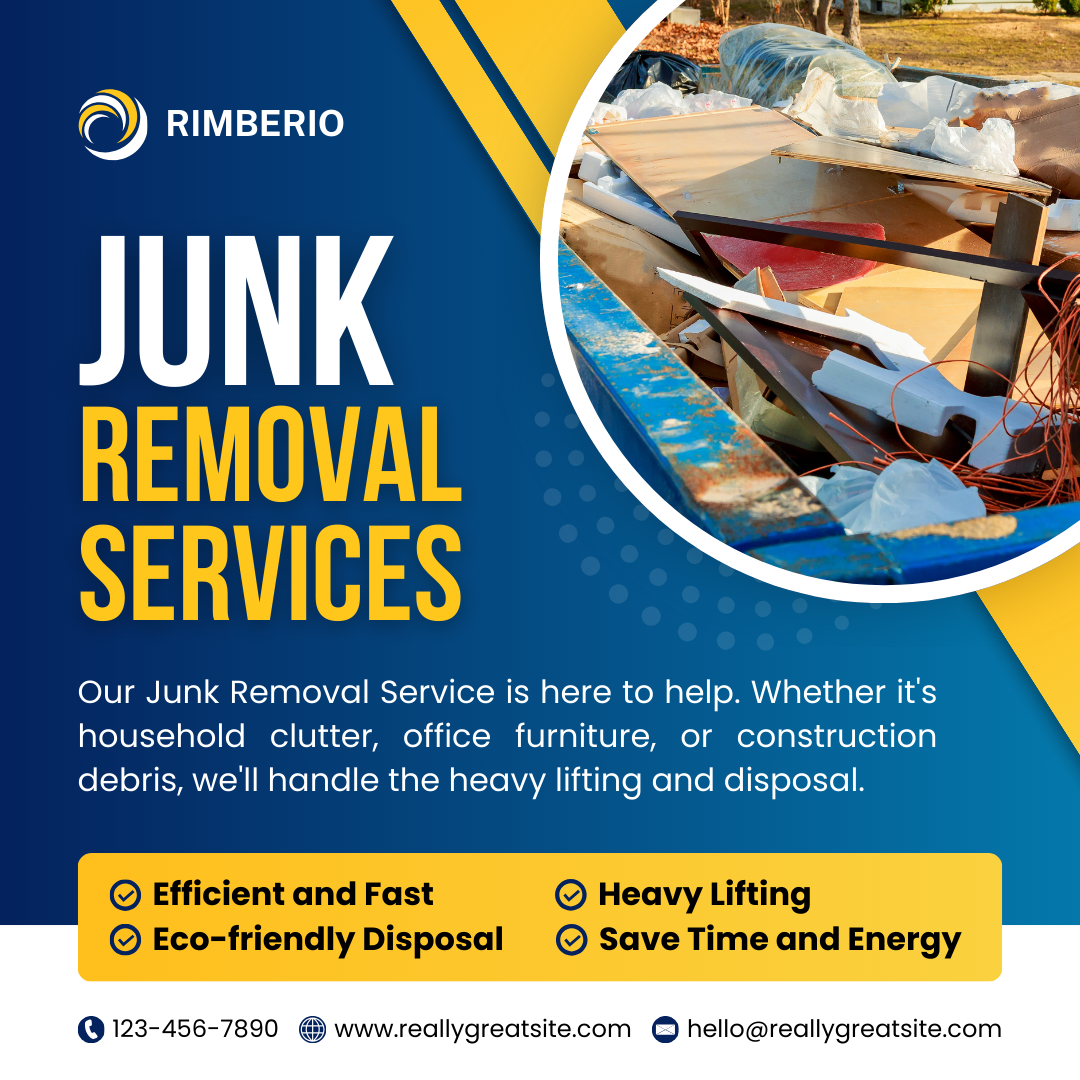 RIMBERIO
JUNK
REMOVAL
SERVICES
Our Junk Removal Service is here to help. Whether it's
household clutter, office furniture, or construction
debris, we'll handle the heavy lifting and disposal.
Efficient and Fast
Heavy Lifting
Eco-friendly Disposal
Save Time and Energy
123-456-7890 www.reallygreatsite.com hello@reallygreatsite.com